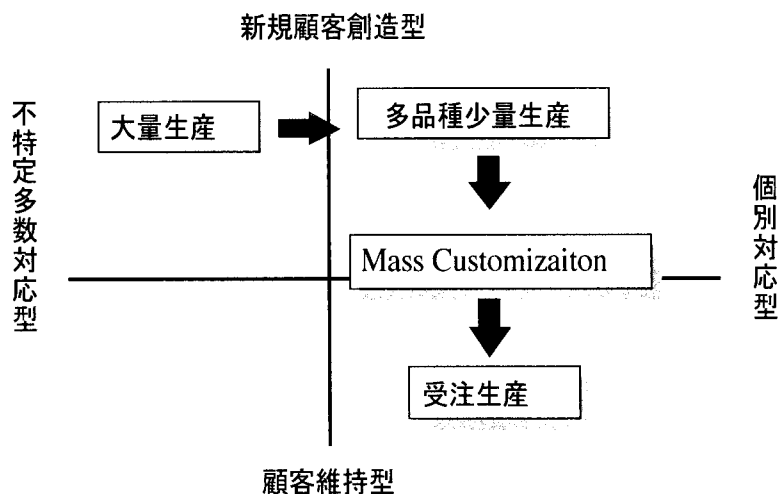 新規顧客創造型
不特定多数対応型
大量生産
多品種少量生産
個別対応型
Mass Customizaiton
受注生産
顧客維持型